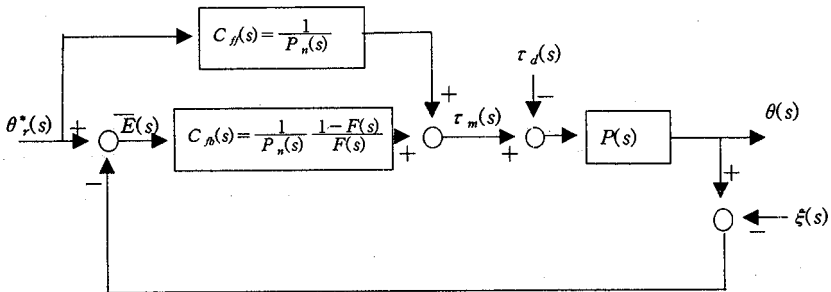 C_ff(s) = 1/P_n(s)
τ_d(s)
−
+
θ*_r(s)
+
E̅(s)
C_fb(s) = 1/P_n(s) 1−F(s)/F(s)
+
τ_m(s)
+
P(s)
θ(s)
−
+
−
ξ(s)